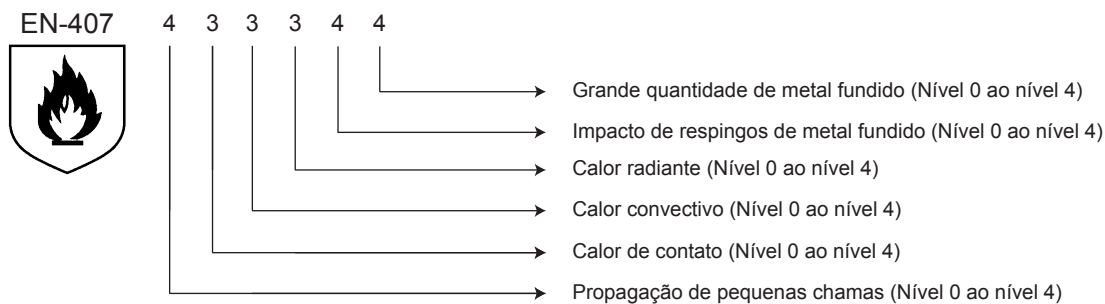 EN-407 4 3 3 3 4 4
Grande quantidade de metal fundido (Nível 0 ao nível 4)
Impacto de respingos de metal fundido (Nível 0 ao nível 4)
Calor radiante (Nível 0 ao nível 4)
Calor convectivo (Nível 0 ao nível 4)
Calor de contato (Nível 0 ao nível 4)
Propagação de pequenas chamas (Nível 0 ao nível 4)